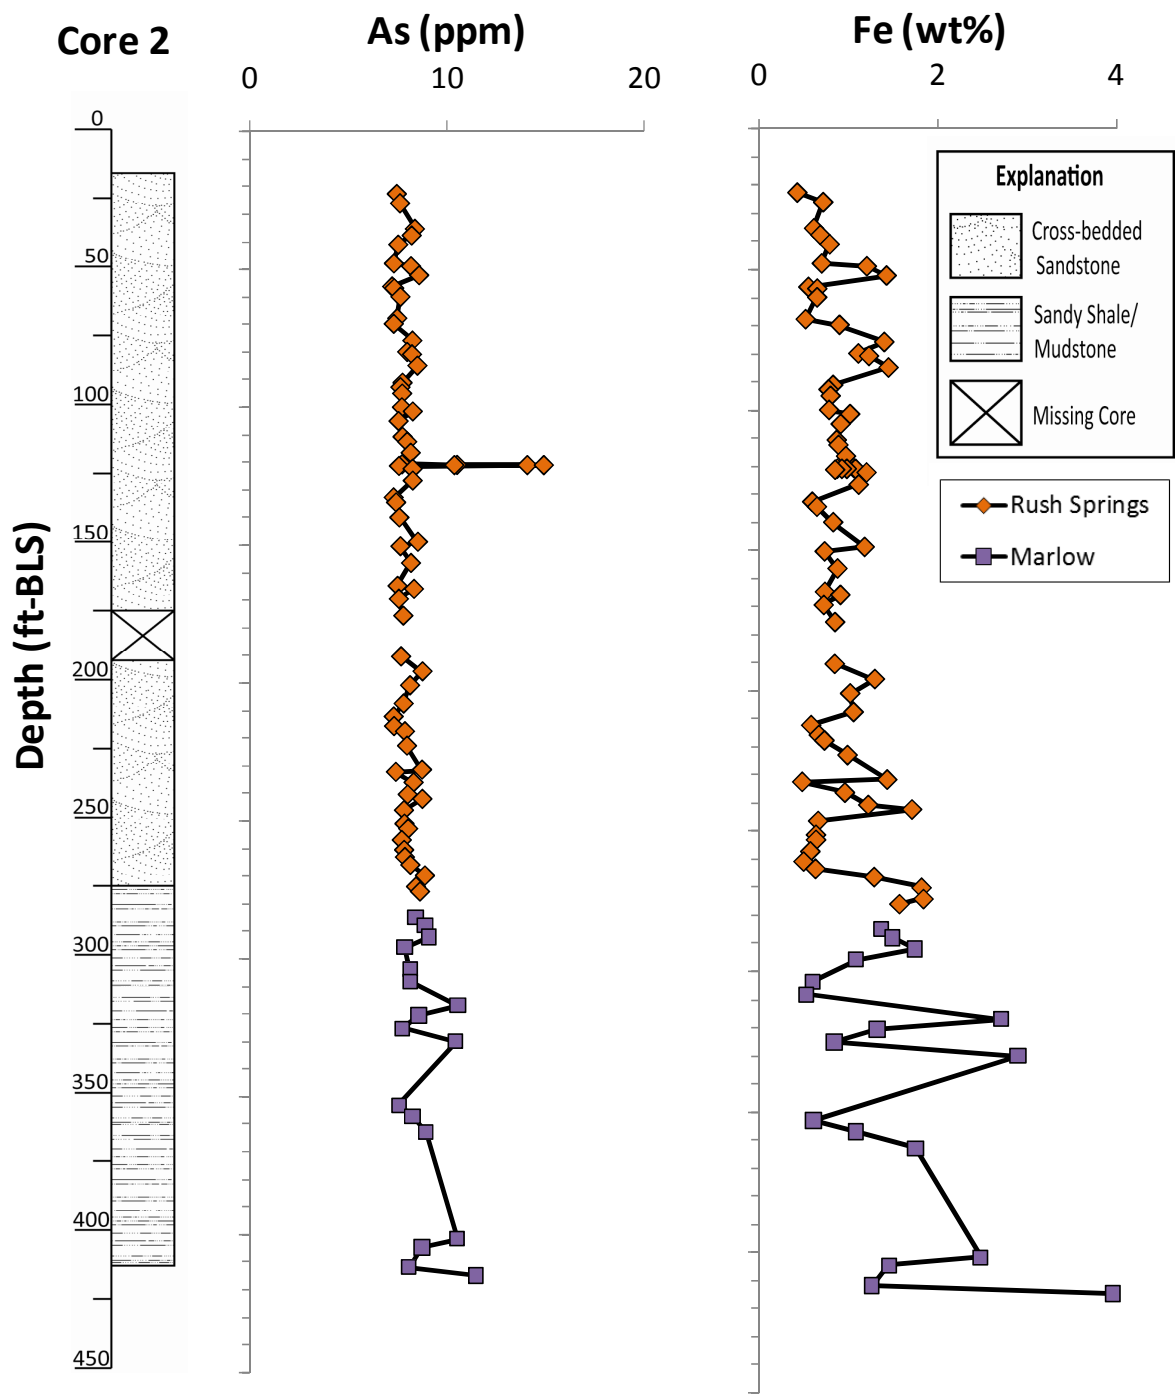 Core 2
As (ppm)
Fe (wt%)
0
10
20
0
2
4
0
50
100
150
200
250
300
350
400
450
Depth (ft-BLS)
Explanation
Cross-bedded
Sandstone
Sandy Shale/
Mudstone
Missing Core
Rush Springs
Marlow